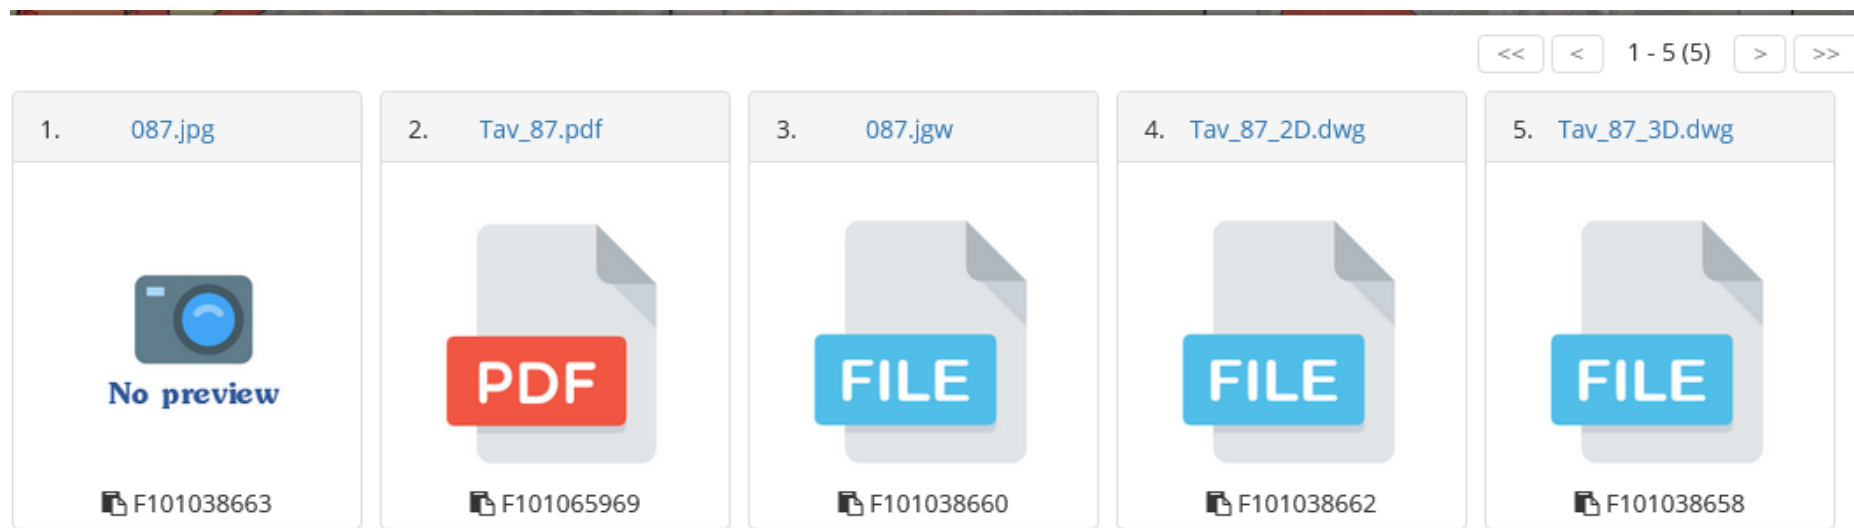 << < 1 - 5 (5) > >>
1. 087.jpg
No preview
F101038663
2. Tav_87.pdf
PDF
F101065969
3. 087.jgw
FILE
F101038660
4. Tav_87_2D.dwg
FILE
F101038662
5. Tav_87_3D.dwg
FILE
F101038658